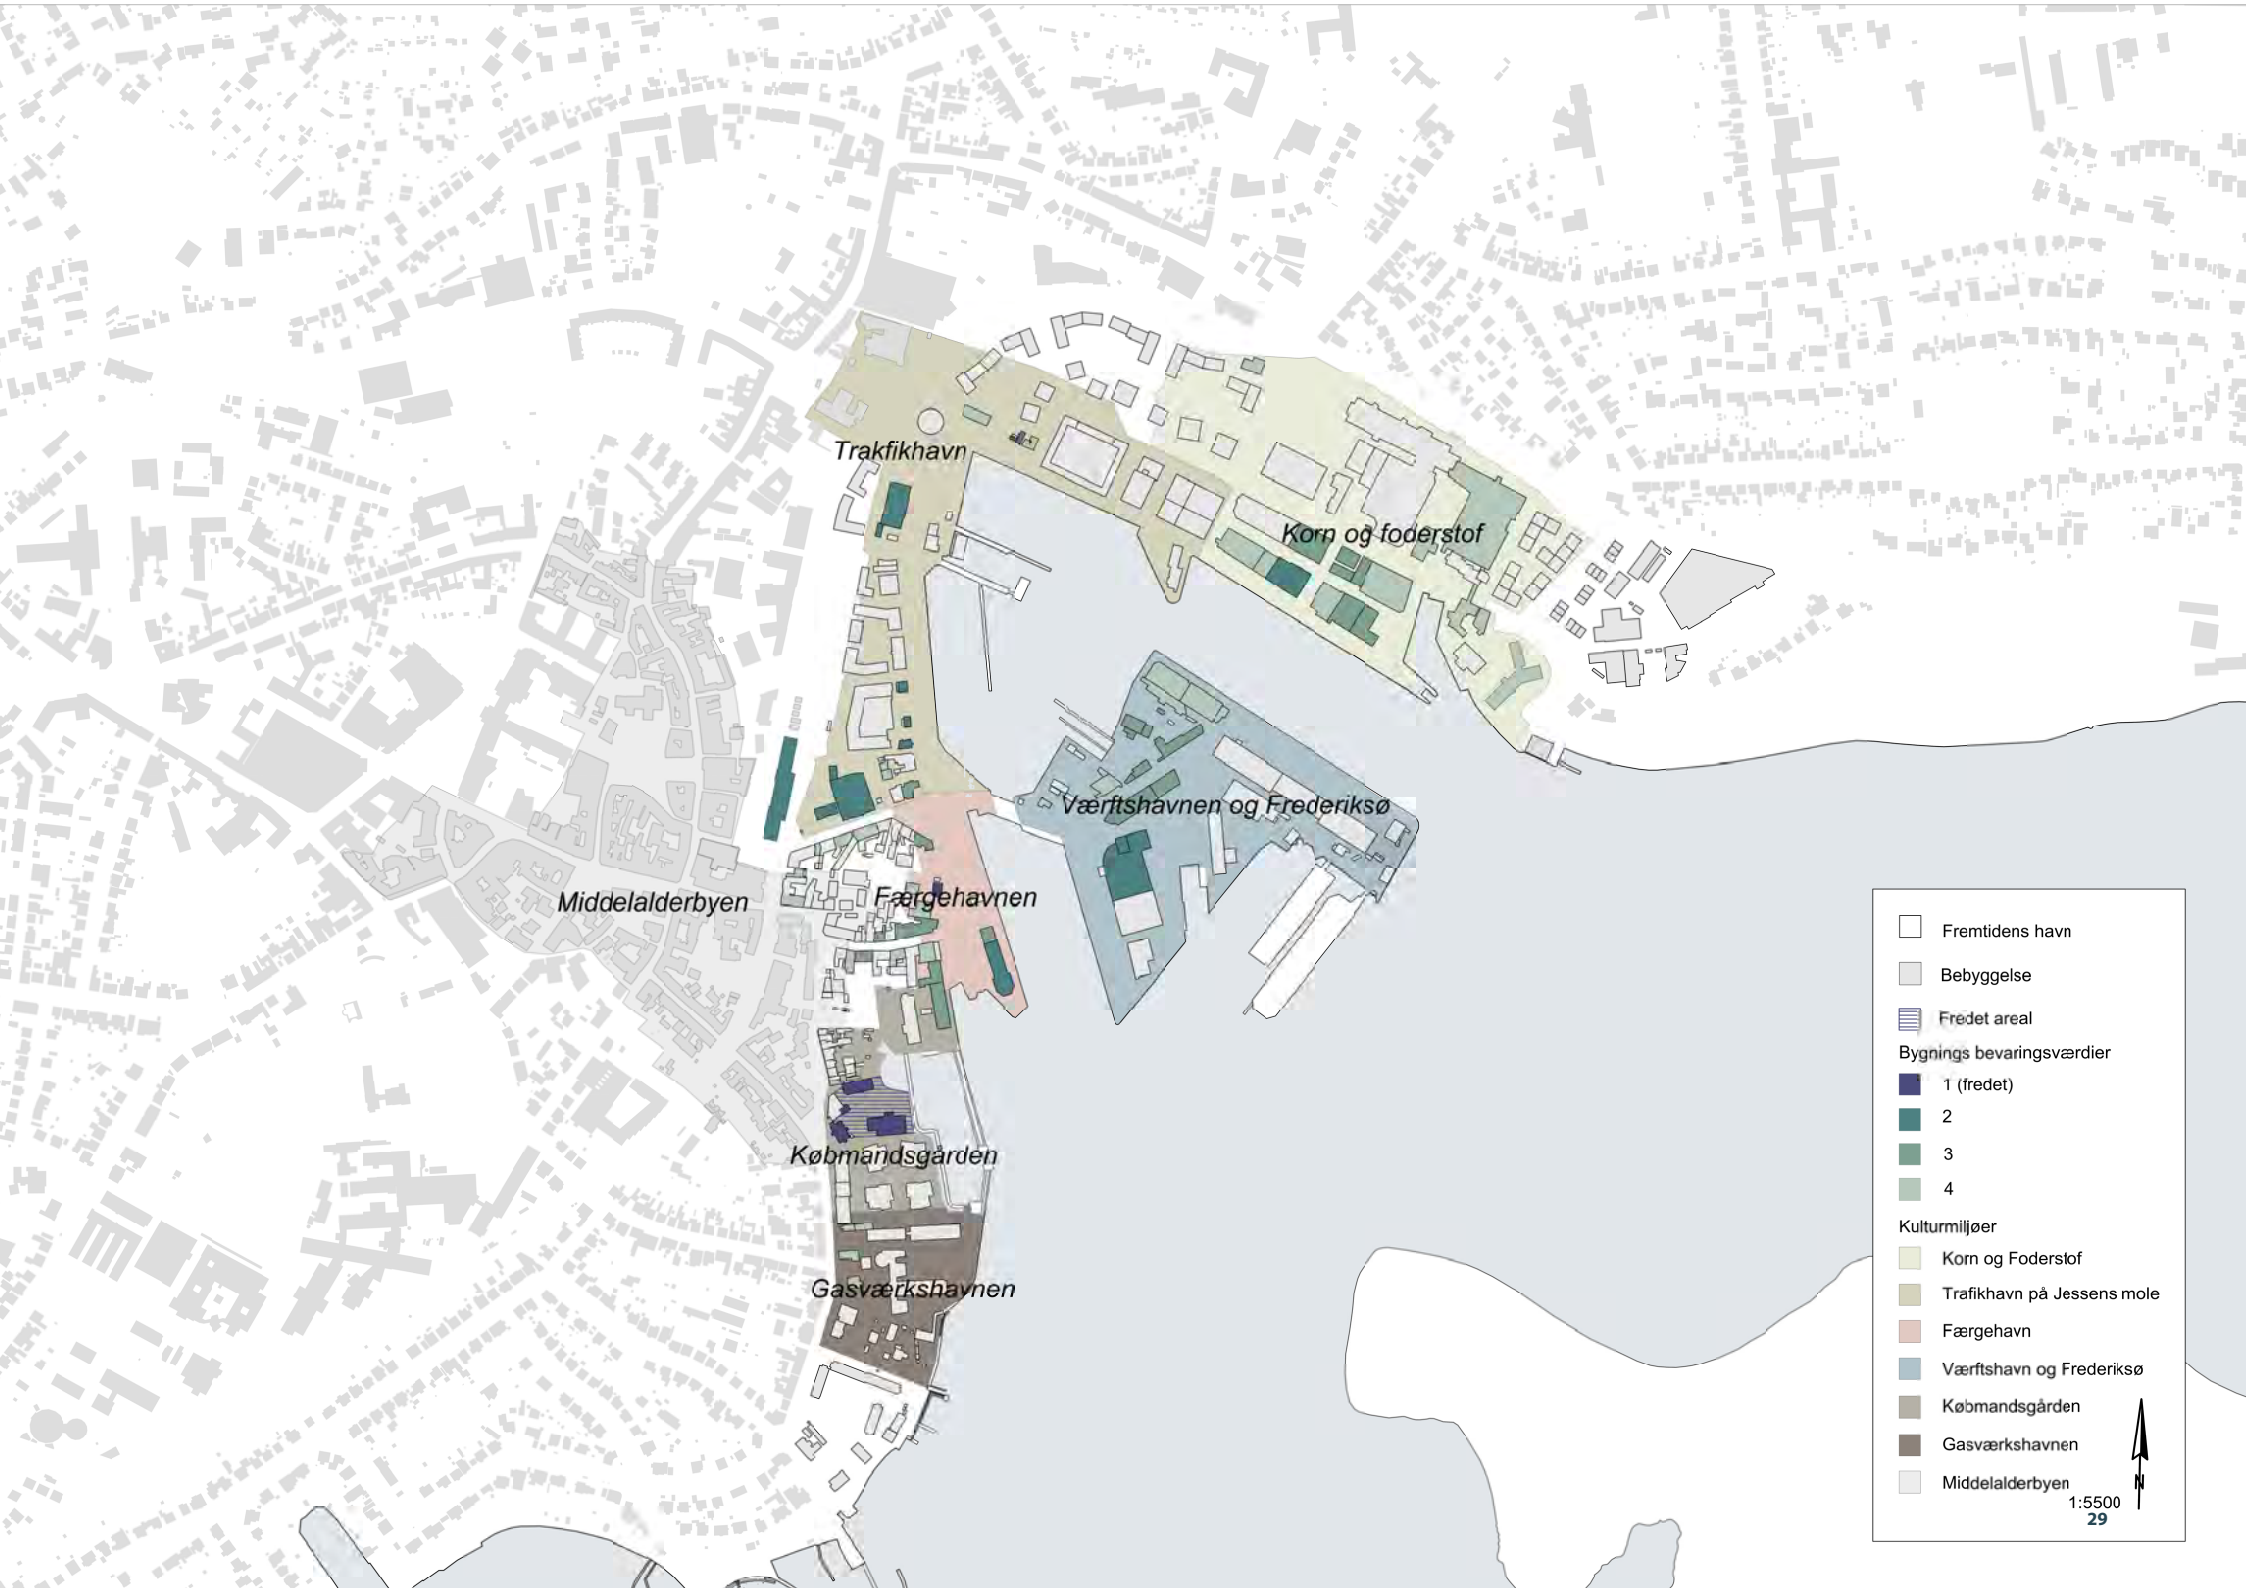 Trakfikhavn
Korn og foderstof
Værftshavnen og Frederiksø
Middelalderbyen
Færgehavnen
Købmandsgården
Gasværkshavnen
Fremtidens havn
Bebyggelse
Fredet areal
Bygnings bevaringsværdier
1 (fredet)
2
3
4
Kulturmiljøer
Korn og Foderstof
Trafikhavn på Jessens mole
Færgehavn
Værftshavn og Frederiksø
Købmandsgården
Gasværkshavnen
Middelalderbyen
N
1:5500
29